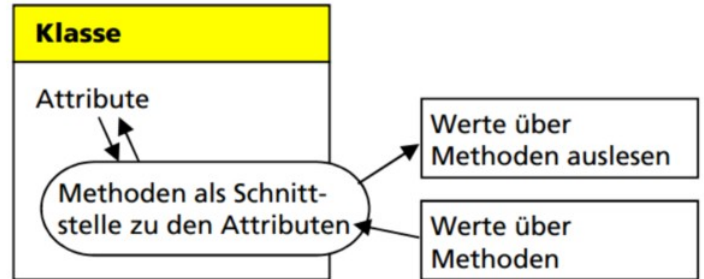 Klasse
Attribute
Methoden als Schnitt-
stelle zu den Attributen
Werte über
Methoden auslesen
Werte über
Methoden